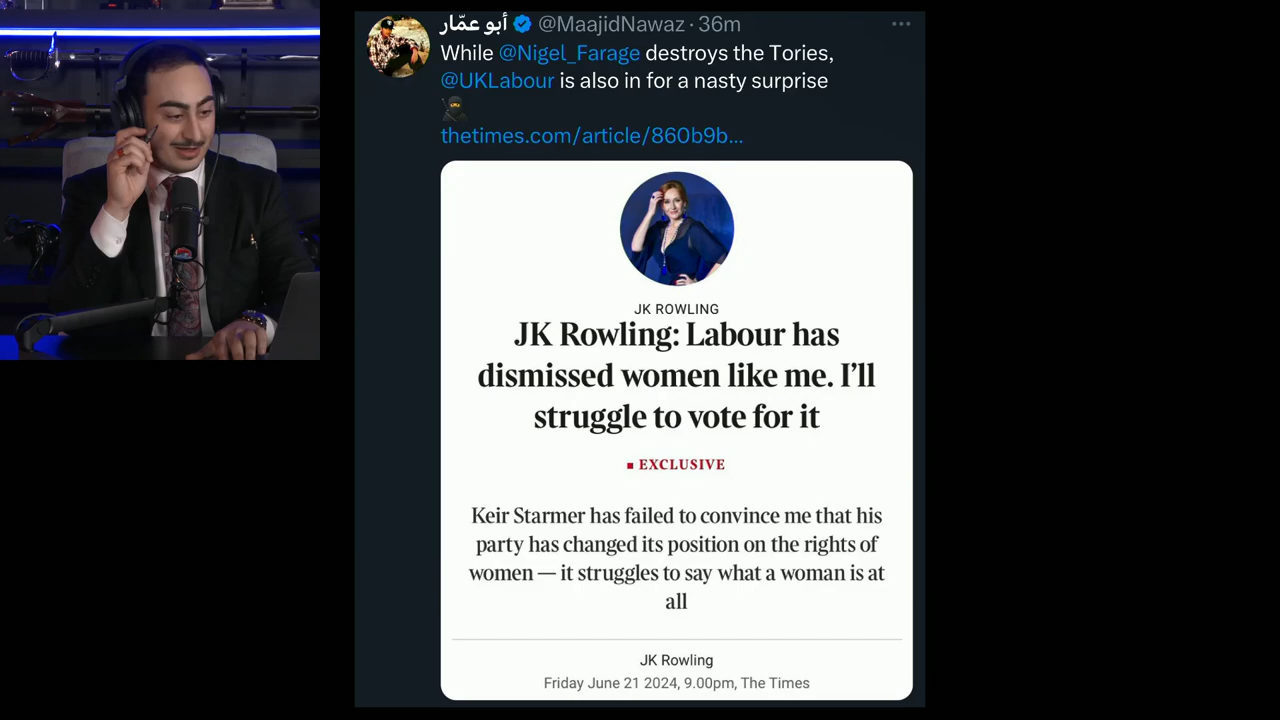 أبو عمّار @MaajidNawaz · 36m
While @Nigel_Farage destroys the Tories,
@UKLabour is also in for a nasty surprise
🥷
thetimes.com/article/860b9b...
JK ROWLING
JK Rowling: Labour has
dismissed women like me. I’ll
struggle to vote for it
EXCLUSIVE
Keir Starmer has failed to convince me that his
party has changed its position on the rights of
women — it struggles to say what a woman is at
all
JK Rowling
Friday June 21 2024, 9.00pm, The Times